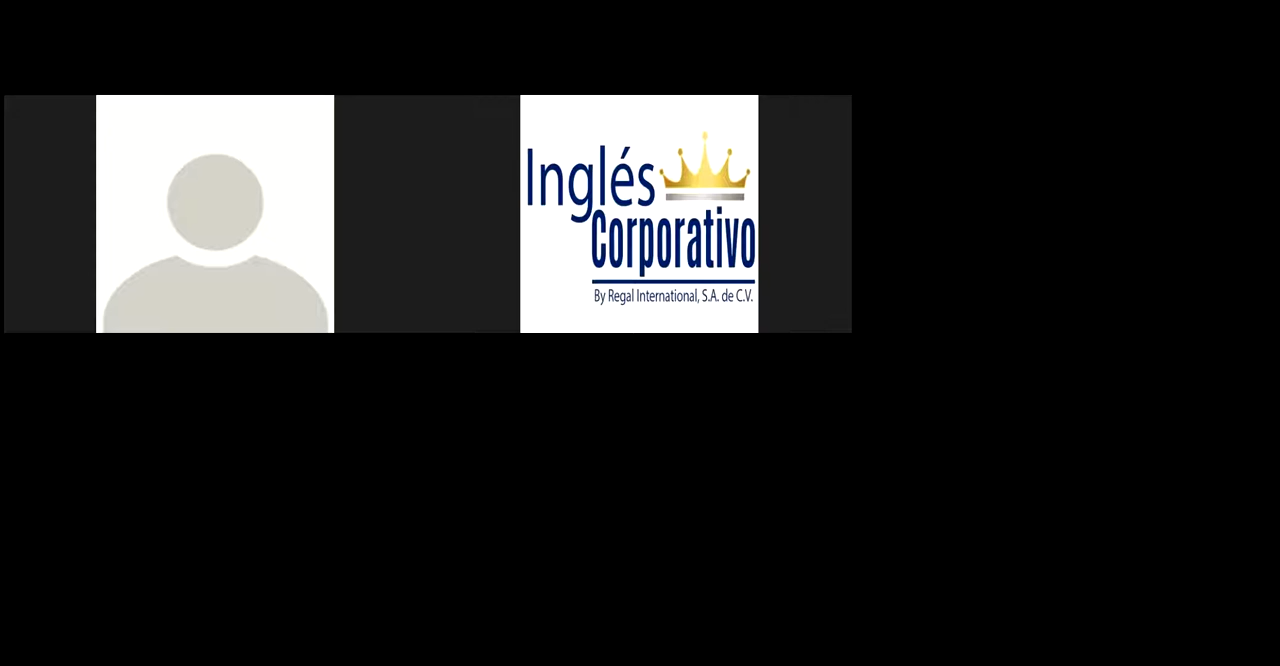 Inglés
Corporativo
By Regal International, S.A. de C.V.